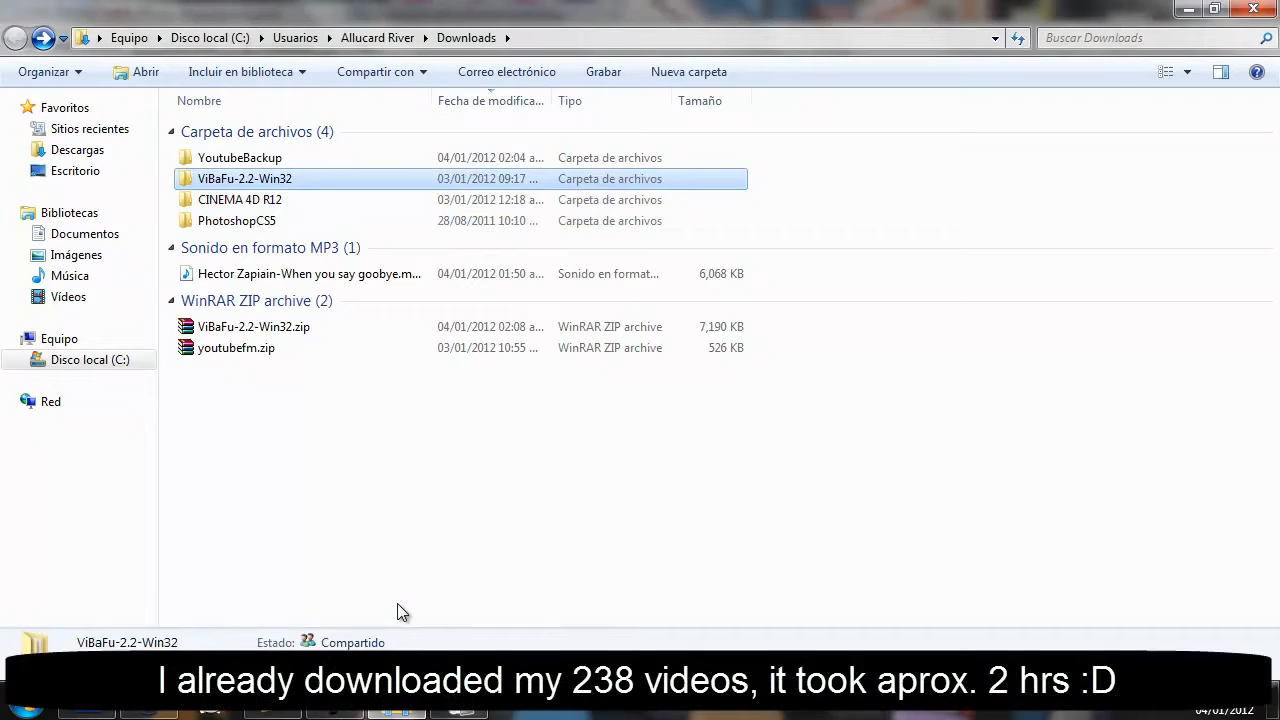 Equipo Disco local (C:) Usuarios Allucard River Downloads Buscar Downloads
Organizar Abrir Incluir en biblioteca Compartir con Correo electrónico Grabar Nueva carpeta
Favoritos
Sitios recientes
Descargas
Escritorio
Bibliotecas
Documentos
Imágenes
Música
Vídeos
Equipo
Disco local (C:)
Red
Nombre Fecha de modifica... Tipo Tamaño
Carpeta de archivos (4)
YoutubeBackup 04/01/2012 02:04 a... Carpeta de archivos
ViBaFu-2.2-Win32 03/01/2012 09:17 ... Carpeta de archivos
CINEMA 4D R12 03/01/2012 12:18 a... Carpeta de archivos
PhotoshopCS5 28/08/2011 10:10 ... Carpeta de archivos
Sonido en formato MP3 (1)
Hector Zapiain-When you say goobye.m... 04/01/2012 01:50 a... Sonido en format... 6,068 KB
WinRAR ZIP archive (2)
ViBaFu-2.2-Win32.zip 04/01/2012 02:08 a... WinRAR ZIP archive 7,190 KB
youtubefm.zip 03/01/2012 10:55 ... WinRAR ZIP archive 526 KB
ViBaFu-2.2-Win32 Estado: Compartido
I already downloaded my 238 videos, it took aprox. 2 hrs :D
04/01/2012